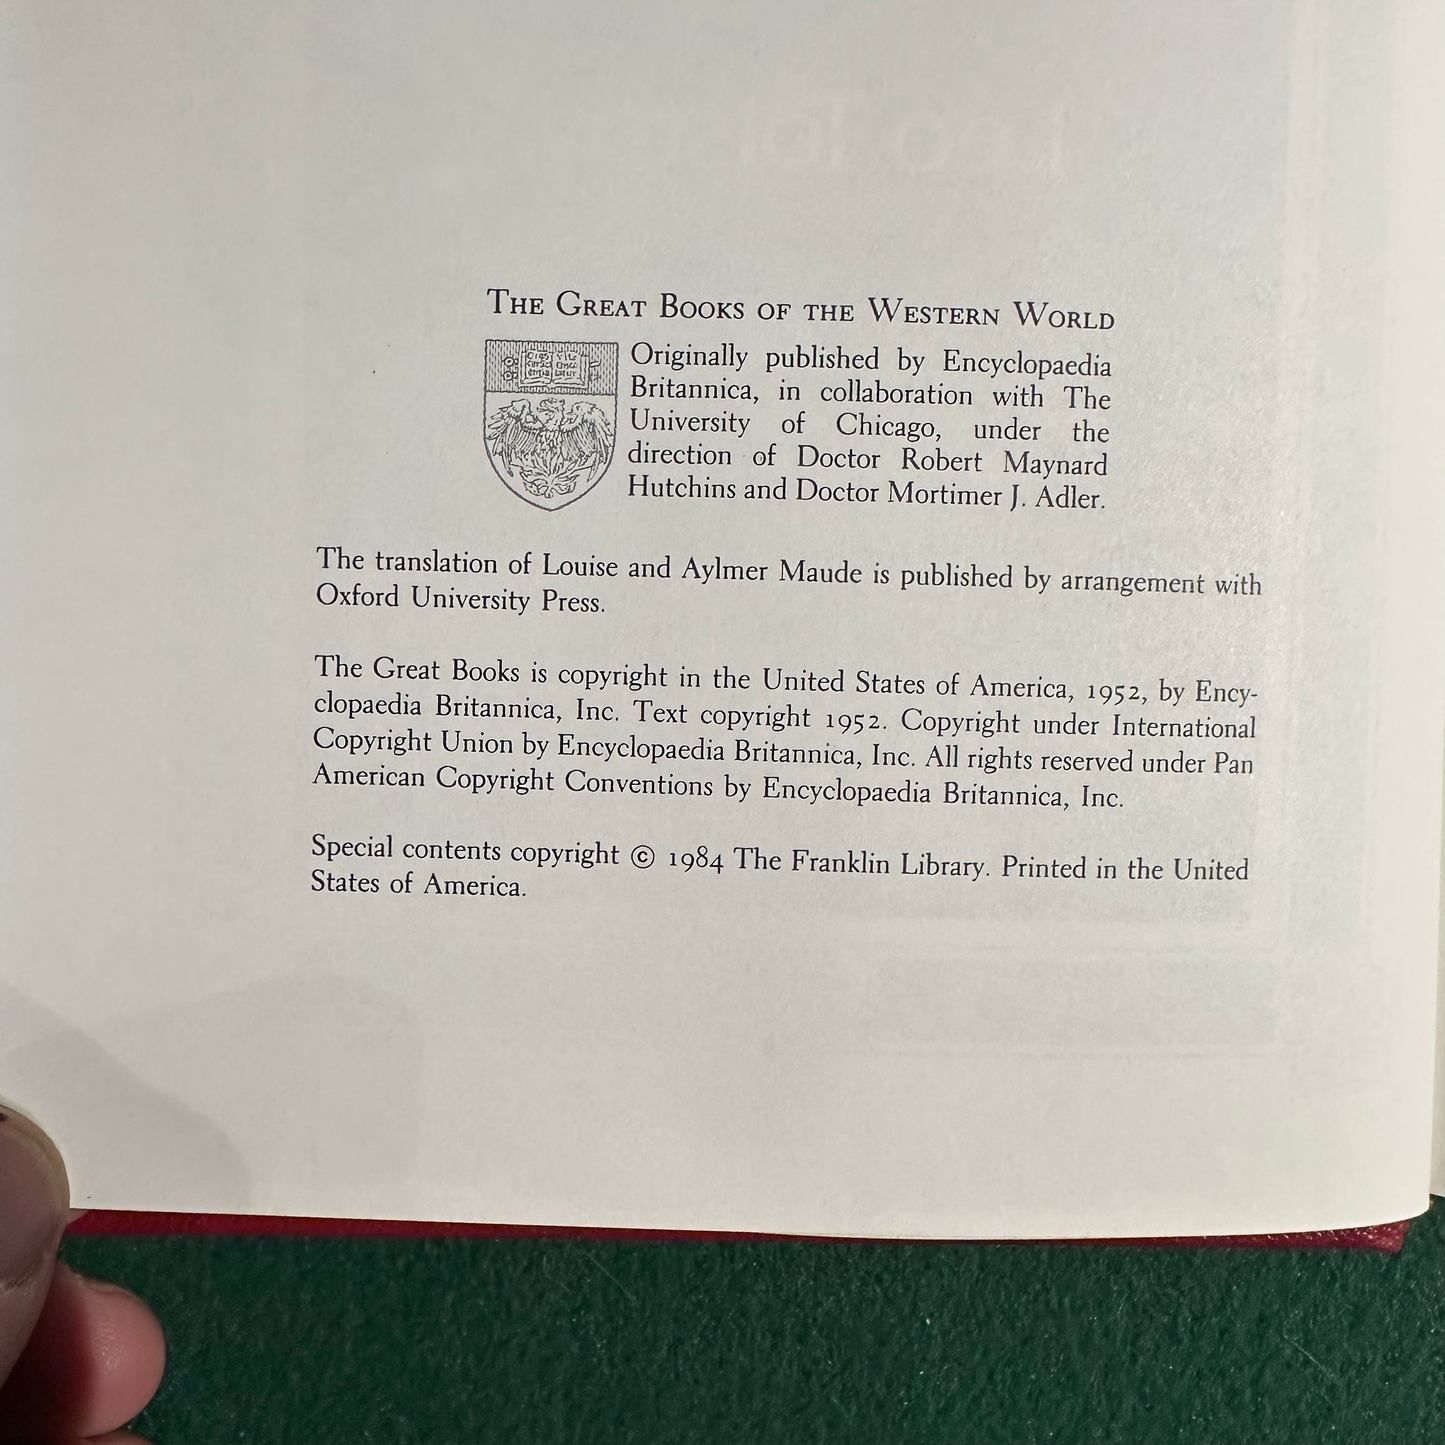 THE GREAT BOOKS OF THE WESTERN WORLD
Originally published by Encyclopaedia
Britannica, in collaboration with The
University of Chicago, under the
direction of Doctor Robert Maynard
Hutchins and Doctor Mortimer J. Adler.
The translation of Louise and Aylmer Maude is published by arrangement with
Oxford University Press.
The Great Books is copyright in the United States of America, 1952, by Ency-
clopaedia Britannica, Inc. Text copyright 1952. Copyright under International
Copyright Union by Encyclopaedia Britannica, Inc. All rights reserved under Pan
American Copyright Conventions by Encyclopaedia Britannica, Inc.
Special contents copyright © 1984 The Franklin Library. Printed in the United
States of America.